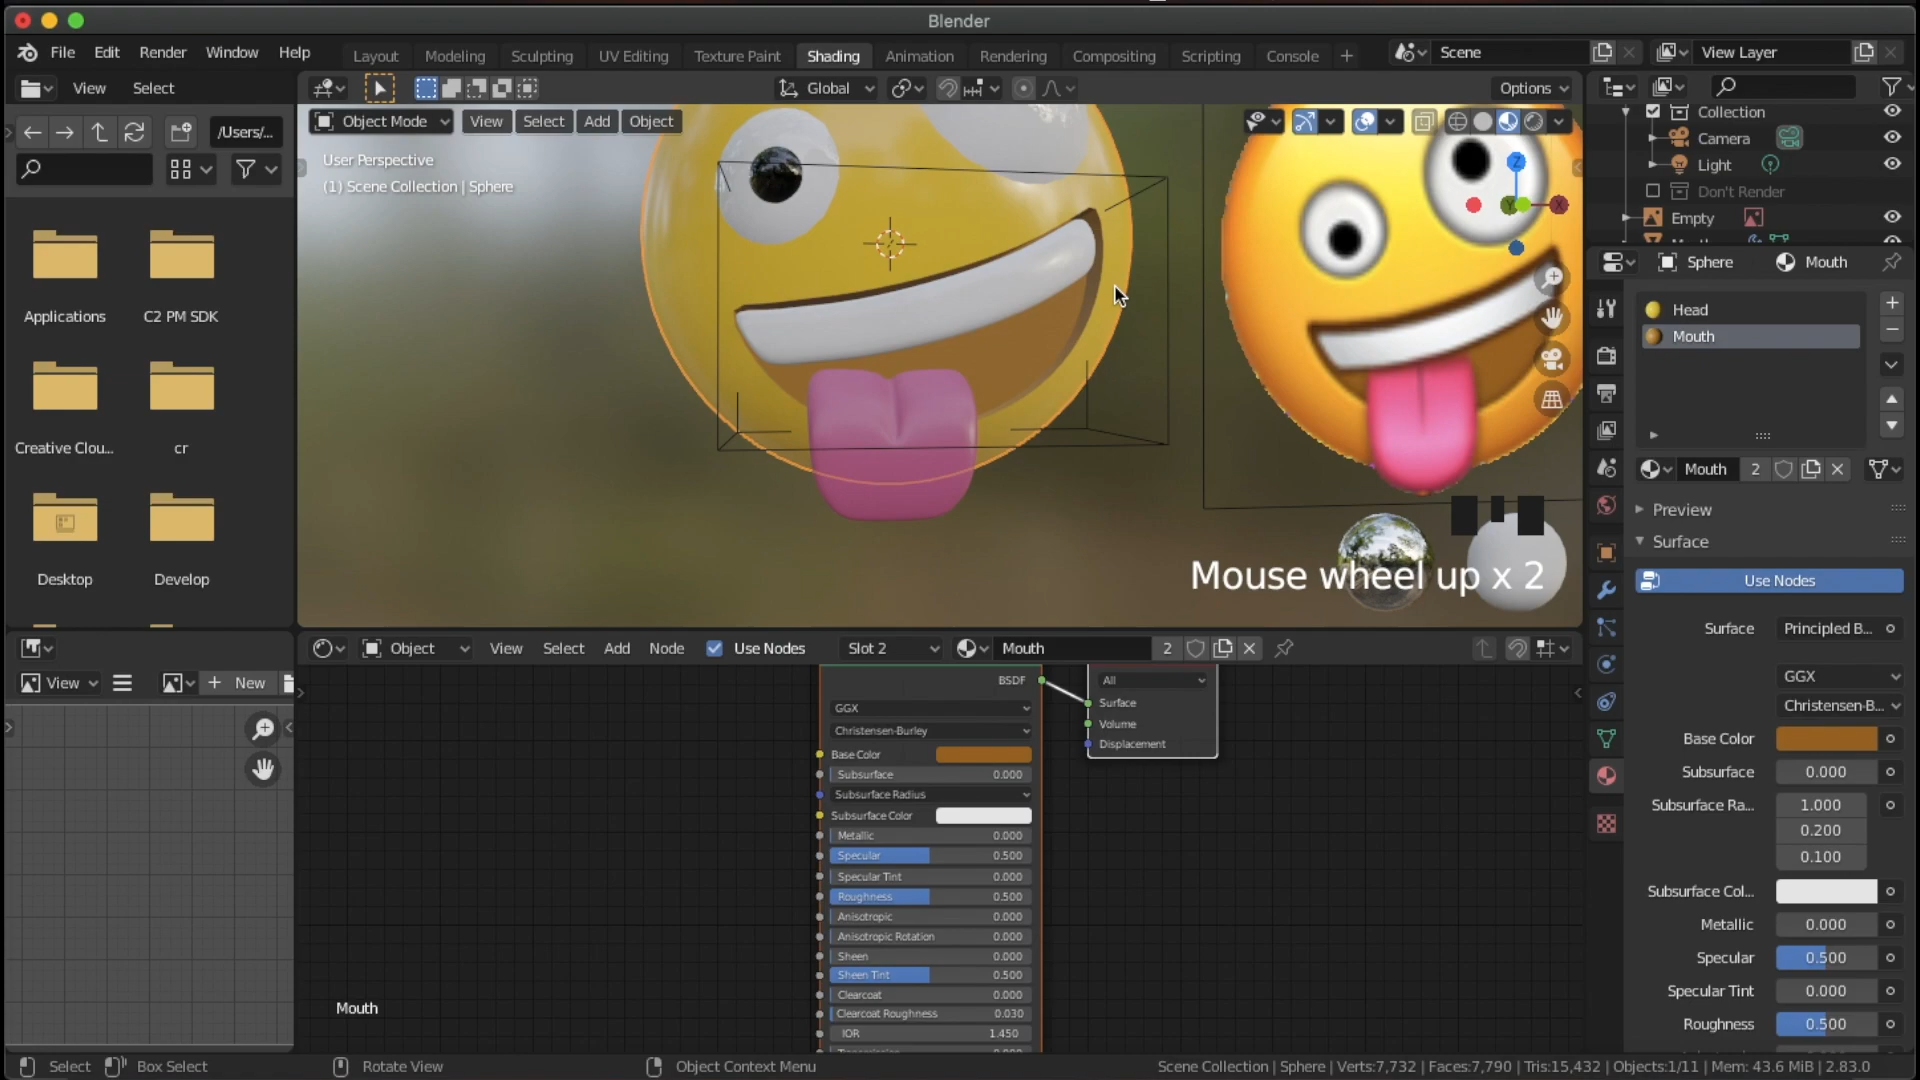 Blender
File Edit Render Window Help
Layout Modeling Sculpting UV Editing Texture Paint Shading Animation Rendering Compositing Scripting Console +
Scene
View Layer
View Select
Global
Options
/Users/...
Object Mode View Select Add Object
User Perspective
(1) Scene Collection | Sphere
Z
Y
X
Collection
Camera
Light
Don't Render
Empty
Sphere Mouth
Head
Mouth
Mouth 2
Preview
Surface
Use Nodes
Surface Principled B...
GGX
Christensen-B...
Base Color
Subsurface 0.000
Subsurface Ra... 1.000
0.200
0.100
Subsurface Col...
Metallic 0.000
Specular 0.500
Specular Tint 0.000
Roughness 0.500
Applications
C2 PM SDK
Creative Clou...
cr
Desktop
Develop
Mouse wheel up x 2
View
+ New
Object View Select Add Node Use Nodes Slot 2 Mouth 2
BSDF
GGX
Christensen-Burley
Base Color
Subsurface 0.000
Subsurface Radius
Subsurface Color
Metallic 0.000
Specular 0.500
Specular Tint 0.000
Roughness 0.500
Anisotropic 0.000
Anisotropic Rotation 0.000
Sheen 0.000
Sheen Tint 0.500
Clearcoat 0.000
Clearcoat Roughness 0.030
IOR 1.450
All
Surface
Volume
Displacement
Mouth
Select Box Select Rotate View Object Context Menu
Scene Collection | Sphere | Verts:7,732 | Faces:7,790 | Tris:15,432 | Objects:1/11 | Mem: 43.6 MiB | 2.83.0